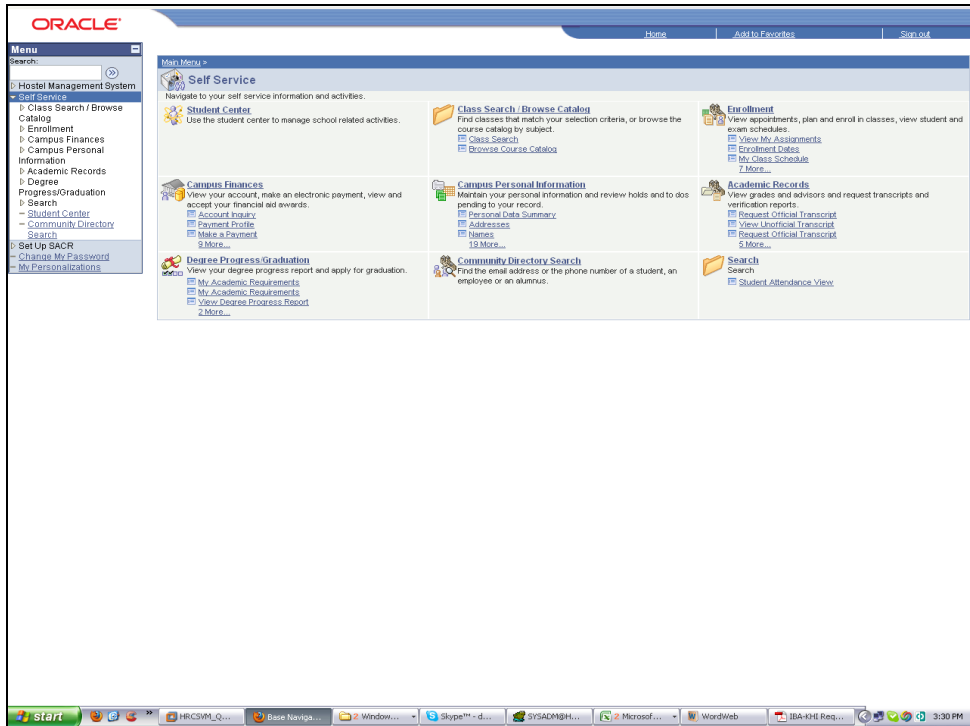 ORACLE
Home
Add to Favorites
Sign out
Menu
Search:
Hostel Management System
Self Service
Class Search / Browse
Catalog
Enrollment
Campus Finances
Campus Personal
Information
Academic Records
Degree
Progress/Graduation
Search
Student Center
Community Directory
Search
Set Up SACR
Change My Password
My Personalizations
Main Menu >
Self Service
Navigate to your self service information and activities.
Student Center
Use the student center to manage school related activities.
Class Search / Browse Catalog
Find classes that match your selection criteria, or browse the
course catalog by subject.
Class Search
Browse Course Catalog
Enrollment
View appointments, plan and enroll in classes, view student and
exam schedules.
View My Assignments
Enrollment Dates
My Class Schedule
7 More...
Campus Finances
View your account, make an electronic payment, view and
accept your financial aid awards.
Account Inquiry
Payment Profile
Make a Payment
9 More...
Campus Personal Information
Maintain your personal information and review holds and to dos
pending to your record.
Personal Data Summary
Addresses
Names
19 More...
Academic Records
View grades and advisors and request transcripts and
verification reports.
Request Official Transcript
View Unofficial Transcript
Request Official Transcript
5 More...
Degree Progress/Graduation
View your degree progress report and apply for graduation.
My Academic Requirements
My Academic Requirements
View Degree Progress Report
2 More...
Community Directory Search
Find the email address or the phone number of a student, an
employee or an alumnus.
Search
Search
Student Attendance View
start
HRCSVM_Q...
Base Naviga...
2 Window...
Skype™ - d...
SYSADM@H...
2 Microsof...
WordWeb
IBA-KHI Req...
3:30 PM